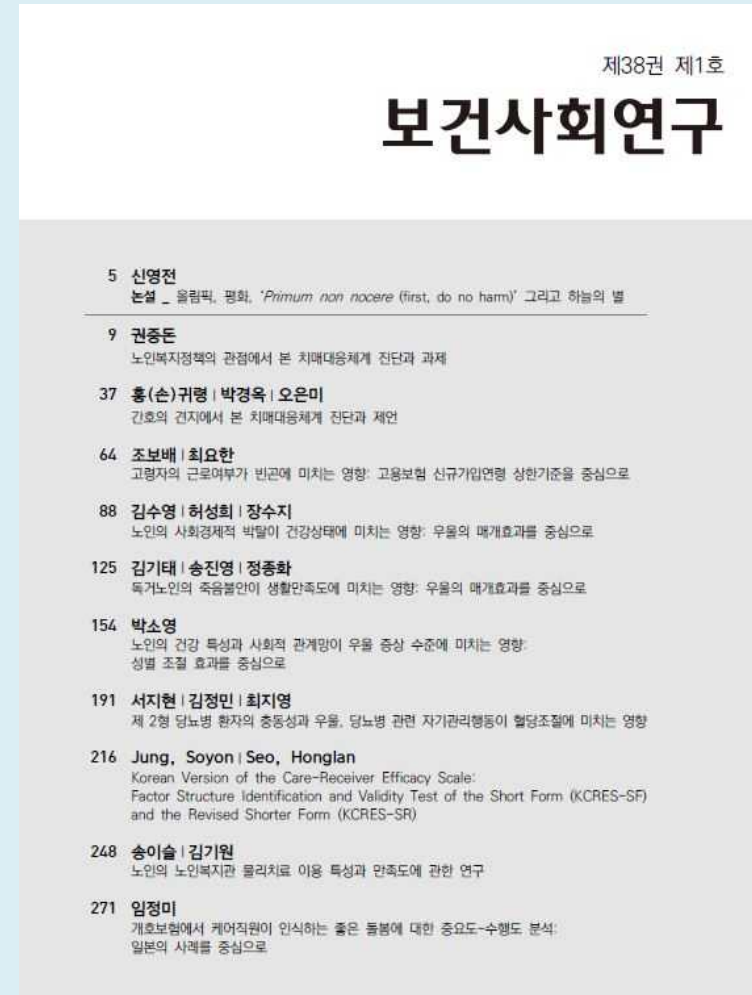 제38권 제1호
보건사회연구
5 신영전
논설 _ 올림픽, 평화, ‘Primum non nocere (first, do no harm)’ 그리고 하늘의 별
9 권중돈
노인복지정책의 관점에서 본 치매대응체계 진단과 과제
37 홍(손)귀령 | 박경옥 | 오은미
간호의 견지에서 본 치매대응체계 진단과 제언
64 조보배 | 최요한
고령자의 근로여부가 빈곤에 미치는 영향: 고용보험 신규가입연령 상한기준을 중심으로
88 김수영 | 허성희 | 장수지
노인의 사회경제적 박탈이 건강상태에 미치는 영향: 우울의 매개효과를 중심으로
125 김기태 | 송진영 | 정종화
독거노인의 죽음불안이 생활만족도에 미치는 영향: 우울의 매개효과를 중심으로
154 박소영
노인의 건강 특성과 사회적 관계망이 우울 증상 수준에 미치는 영향:
성별 조절 효과를 중심으로
191 서지현 | 김정민 | 최지영
제 2형 당뇨병 환자의 충동성과 우울, 당뇨병 관련 자기관리행동이 혈당조절에 미치는 영향
216 Jung, Soyon | Seo, Honglan
Korean Version of the Care-Receiver Efficacy Scale:
Factor Structure Identification and Validity Test of the Short Form (KCRES-SF)
and the Revised Shorter Form (KCRES-SR)
248 송이슬 | 김기원
노인의 노인복지관 물리치료 이용 특성과 만족도에 관한 연구
271 임정미
개호보험에서 케어직원이 인식하는 좋은 돌봄에 대한 중요도-수행도 분석:
일본의 사례를 중심으로